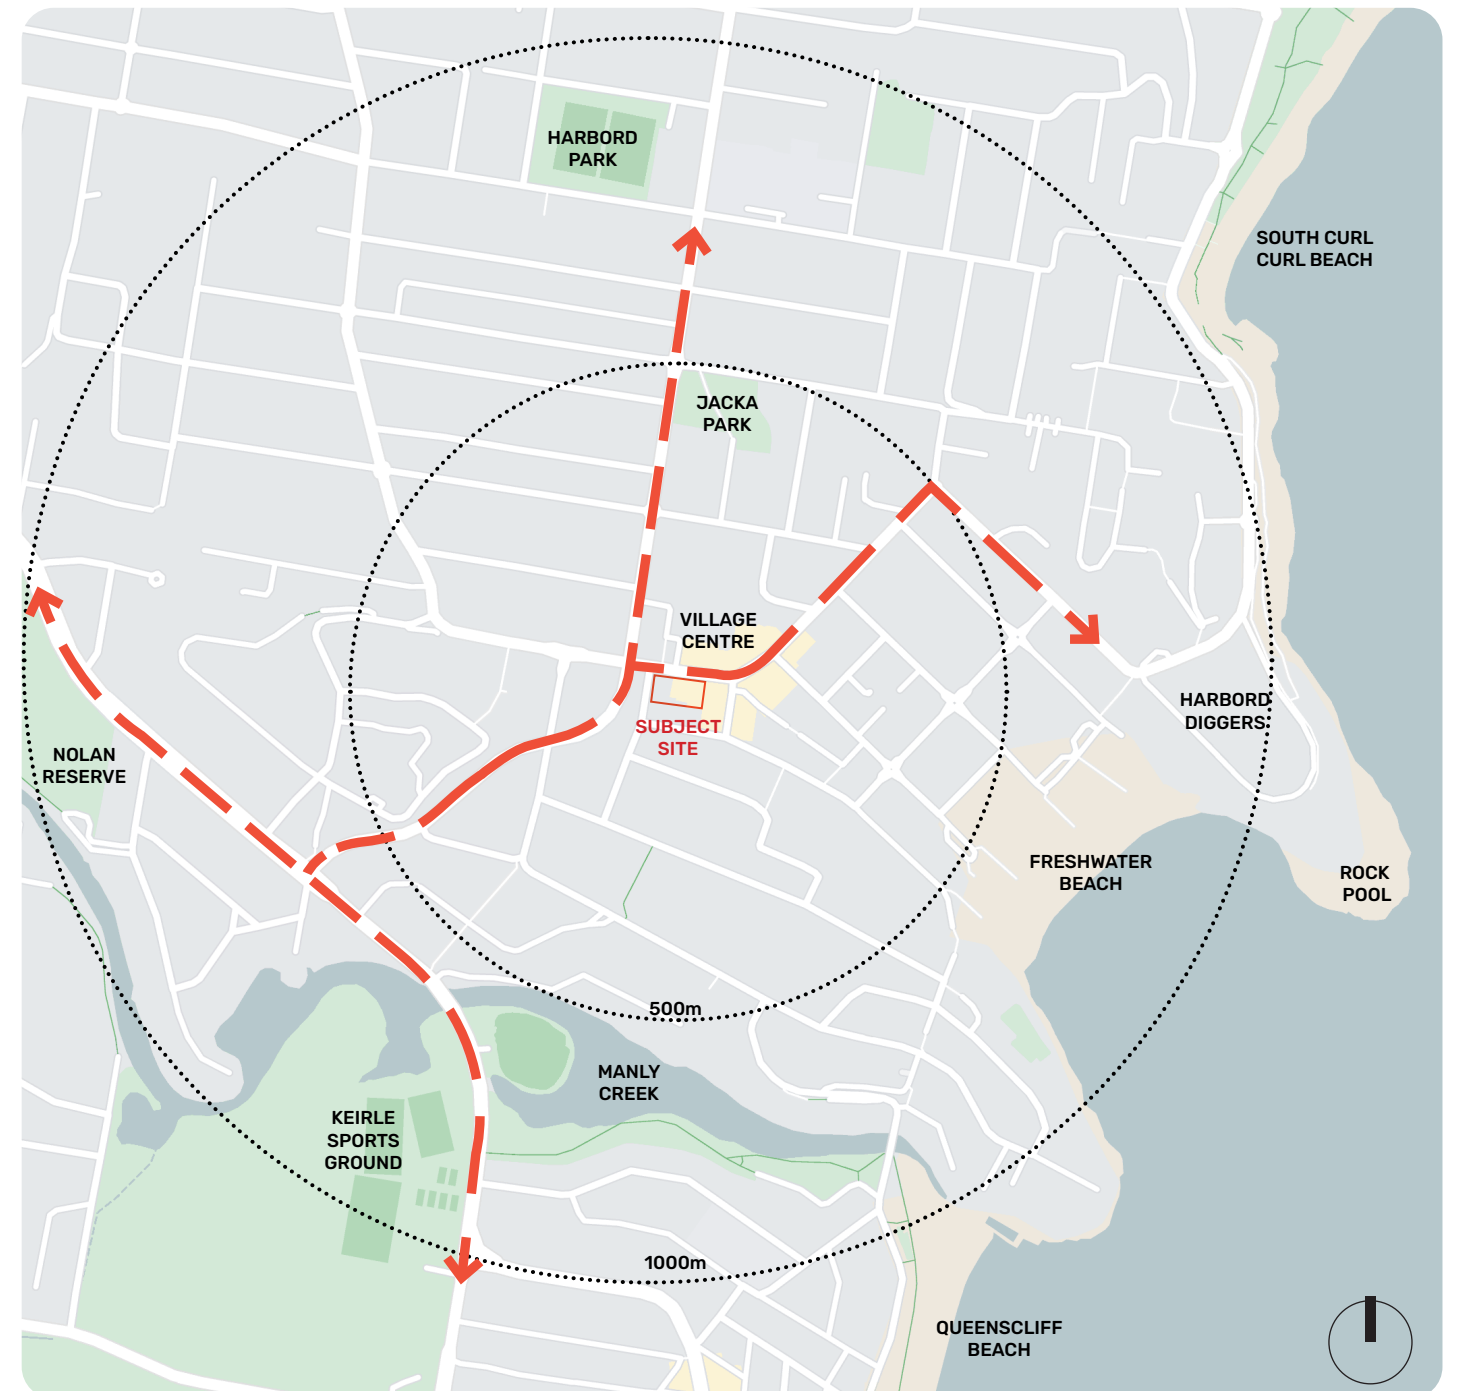 HARBORD
PARK
SOUTH CURL
CURL BEACH
JACKA
PARK
VILLAGE
CENTRE
SUBJECT
SITE
HARBORD
DIGGERS
NOLAN
RESERVE
FRESHWATER
BEACH
ROCK
POOL
500m
MANLY
CREEK
KEIRLE
SPORTS
GROUND
1000m
QUEENSCLIFF
BEACH